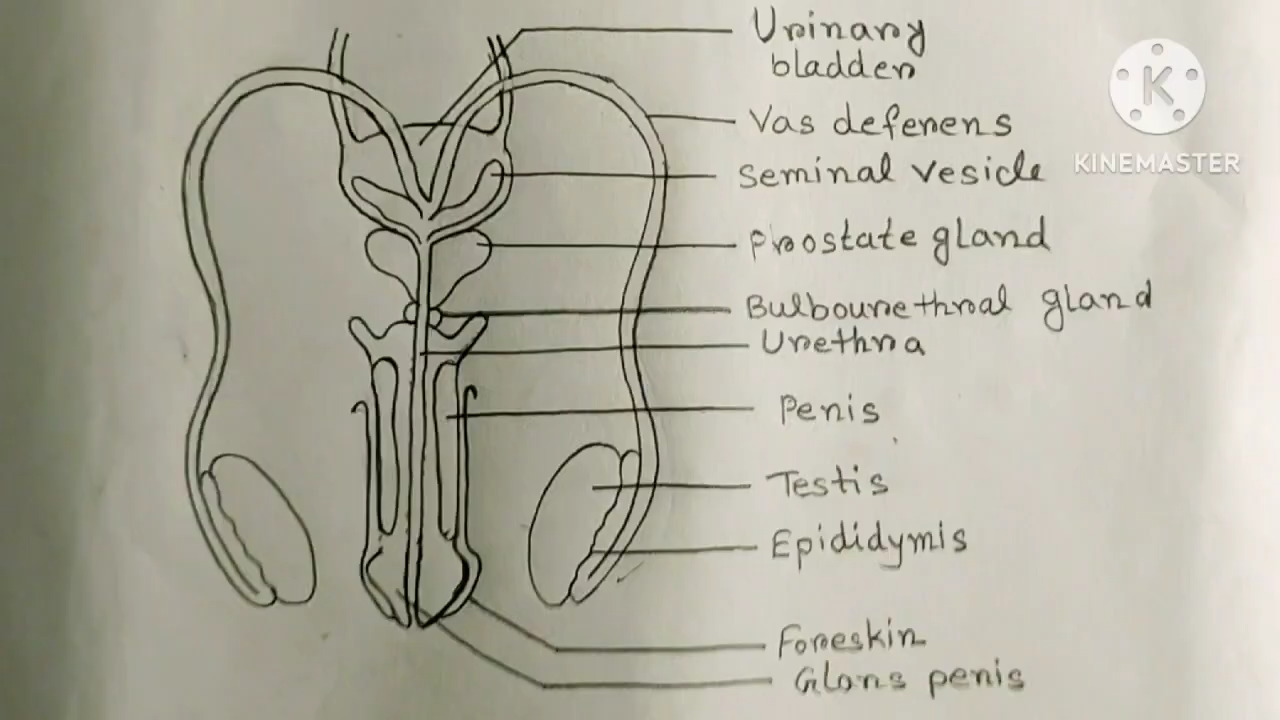 Urinary
bladder
Vas deferens
K
KINEMASTER
Seminal vesicle
prostate gland
Bulbourethral gland
Urethra
Penis
Testis
Epididymis
Foreskin
Glans penis